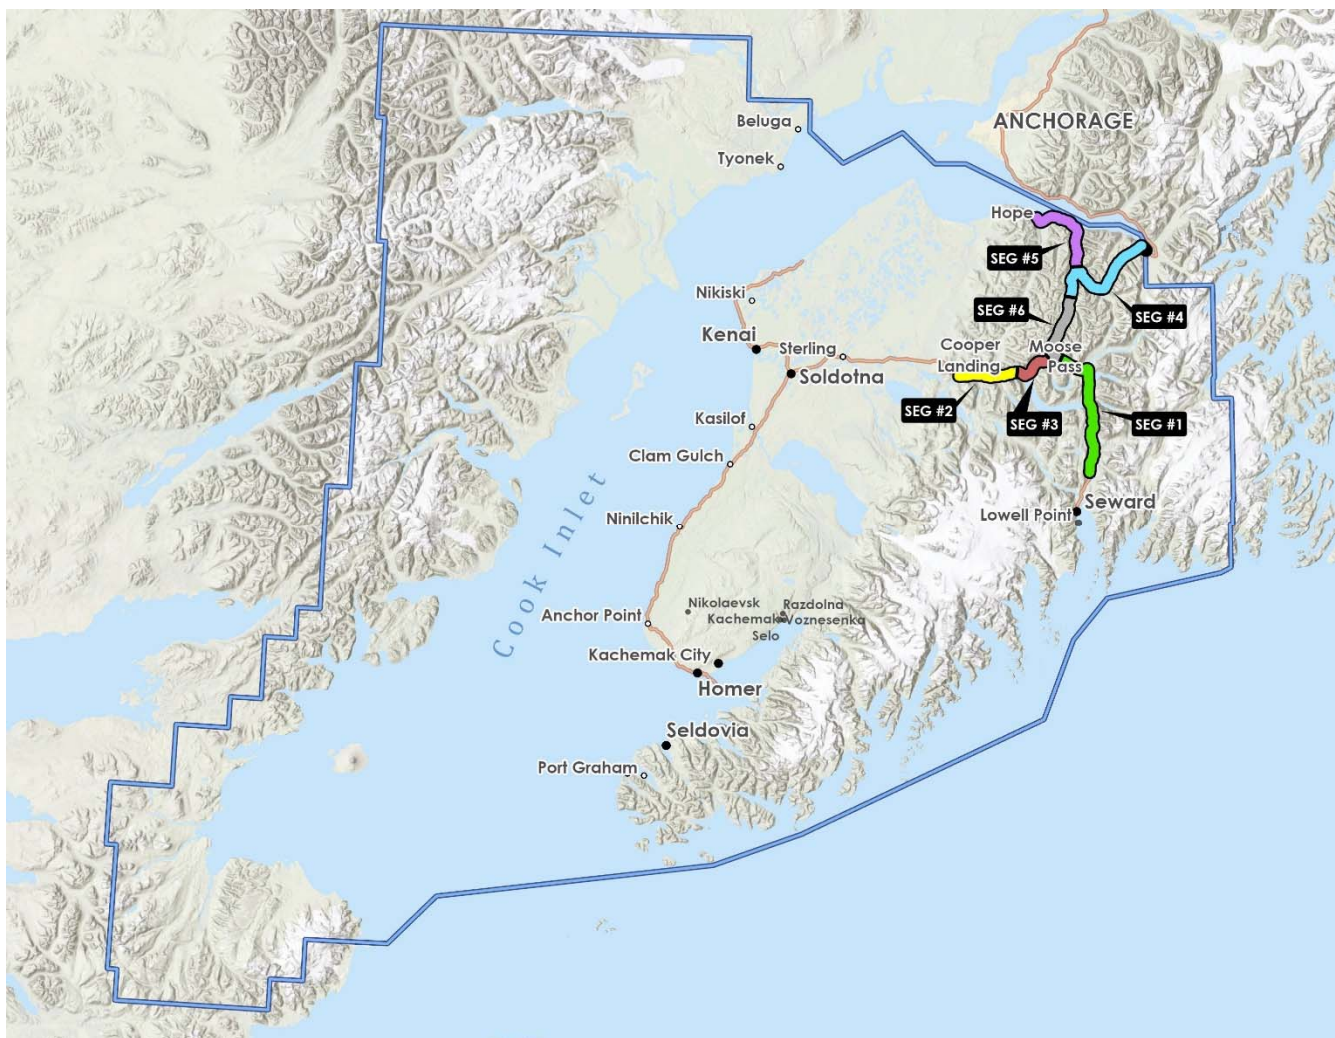 Beluga
ANCHORAGE
Tyonek
Hope
SEG #5
Nikiski
SEG #6
SEG #4
Kenai
Sterling
Cooper
Landing
Moose
Pass
Soldotna
SEG #2
SEG #3
SEG #1
Kasilof
Clam Gulch
Cook Inlet
Seward
Lowell Point
Ninilchik
Nikolaevsk
Razdolna
Kachemak
Selo
Voznesenka
Anchor Point
Kachemak City
Homer
Seldovia
Port Graham